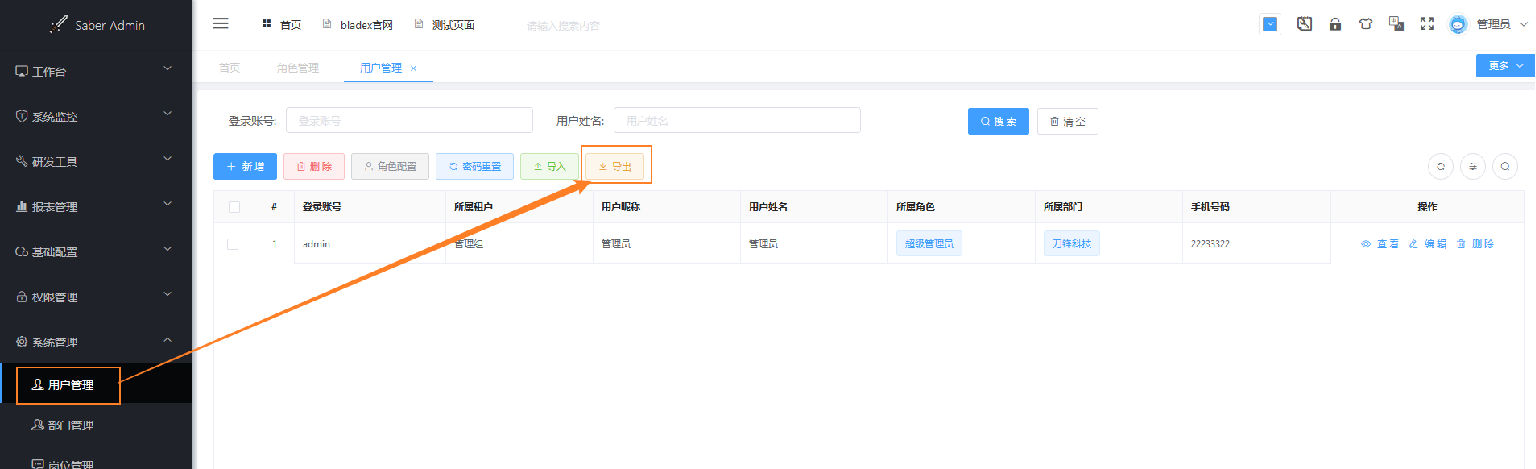 Saber Admin
首页 bladex官网 测试页面 请输入搜索内容
管理员
首页 角色管理 用户管理
更多
工作台
系统监控
研发工具
报表管理
基础配置
权限管理
系统管理
用户管理
部门管理
岗位管理
登录账号: 登录账号 用户姓名: 用户姓名 搜 索 清 空
新 增 删 除 角色配置 密码重置 导入 导出
# 登录账号 所属租户 用户昵称 用户姓名 所属角色 所属部门 手机号码 操作
1 admin 管理组 管理员 管理员 超级管理员 刀锋科技 22233322 查 看 编 辑 删 除